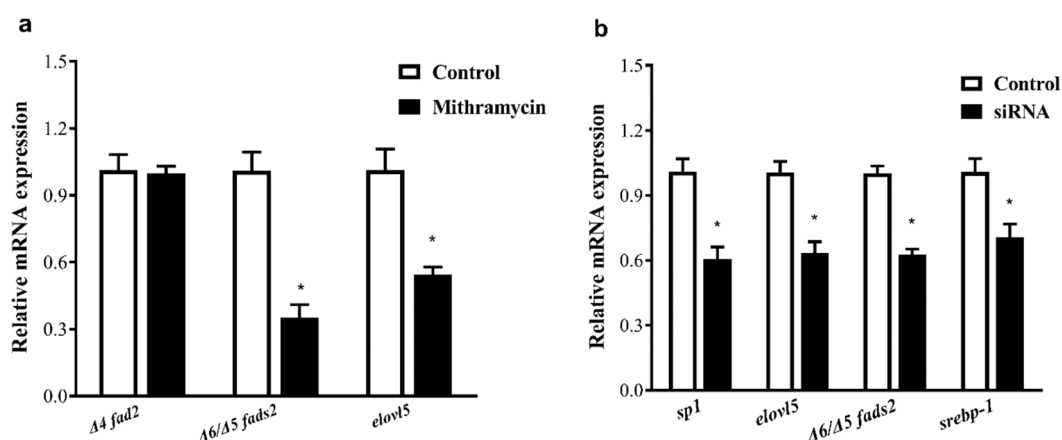 a
Relative mRNA expression
1.5
1.2
0.9
0.6
0.3
0.0
Control
Mithramycin
*
*
Δ4 fad2
Δ6/Δ5 fads2
elovl5
b
Relative mRNA expression
1.5
1.2
0.9
0.6
0.3
0.0
Control
siRNA
*
*
*
*
sp1
elovl5
Δ6/Δ5 fads2
srebp-1